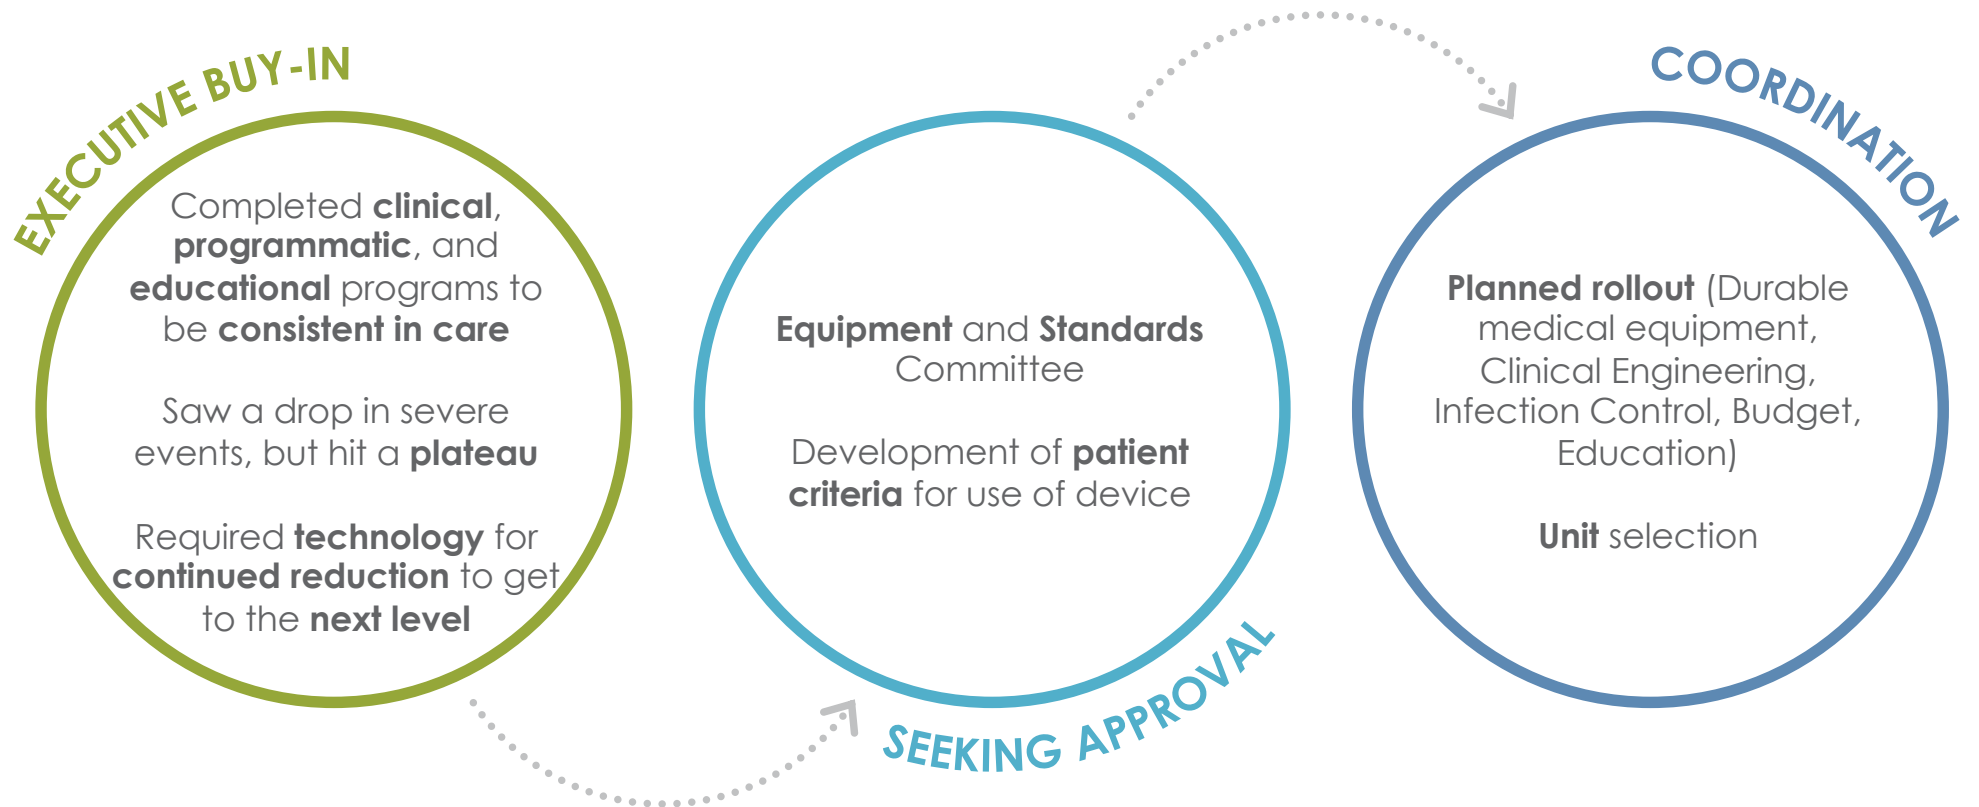 EXECUTIVE BUY-IN
Completed clinical,
programmatic, and
educational programs to
be consistent in care
Saw a drop in severe
events, but hit a plateau
Required technology for
continued reduction to get
to the next level
SEEKING APPROVAL
Equipment and Standards
Committee
Development of patient
criteria for use of device
COORDINATION
Planned rollout (Durable
medical equipment,
Clinical Engineering,
Infection Control, Budget,
Education)
Unit selection